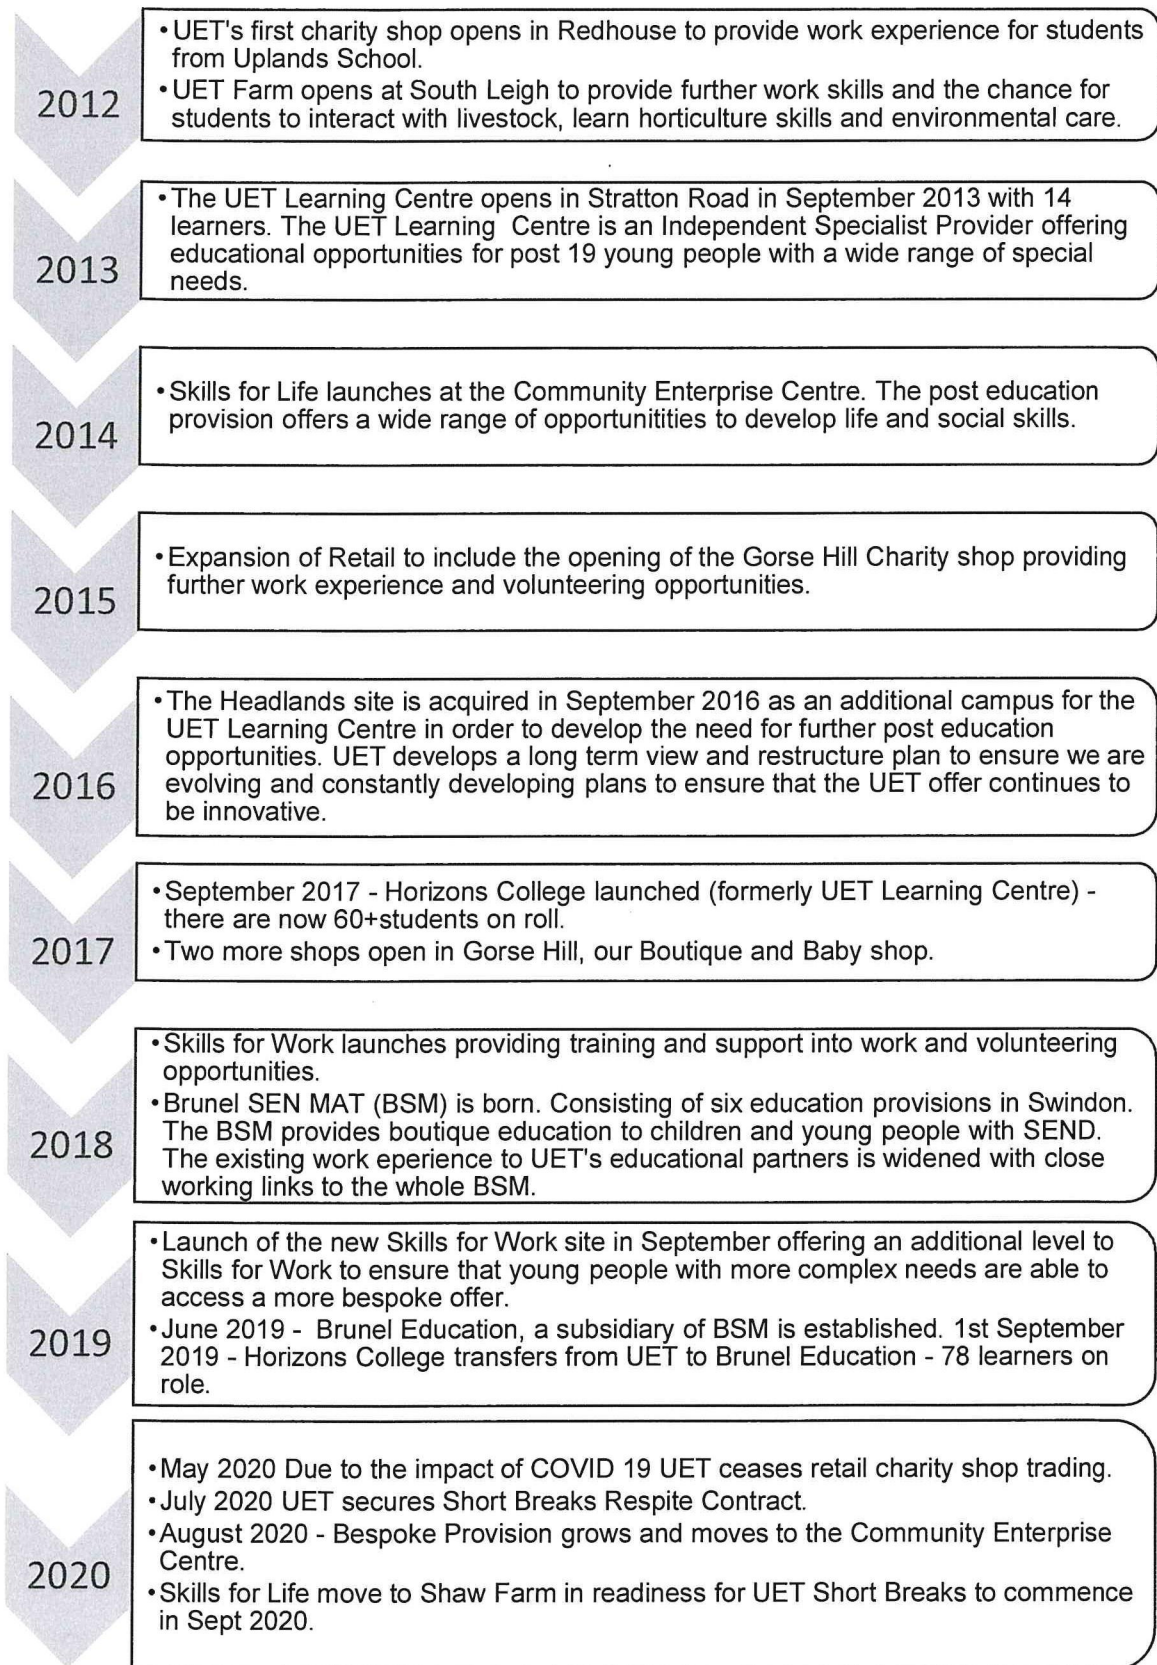 2012
•UET's first charity shop opens in Redhouse to provide work experience for students
from Uplands School.
•UET Farm opens at South Leigh to provide further work skills and the chance for
students to interact with livestock, learn horticulture skills and environmental care.
2013
•The UET Learning Centre opens in Stratton Road in September 2013 with 14
learners. The UET Learning Centre is an Independent Specialist Provider offering
educational opportunities for post 19 young people with a wide range of special
needs.
2014
•Skills for Life launches at the Community Enterprise Centre. The post education
provision offers a wide range of opportunitities to develop life and social skills.
2015
•Expansion of Retail to include the opening of the Gorse Hill Charity shop providing
further work experience and volunteering opportunities.
2016
•The Headlands site is acquired in September 2016 as an additional campus for the
UET Learning Centre in order to develop the need for further post education
opportunities. UET develops a long term view and restructure plan to ensure we are
evolving and constantly developing plans to ensure that the UET offer continues to
be innovative.
2017
•September 2017 - Horizons College launched (formerly UET Learning Centre) -
there are now 60+students on roll.
•Two more shops open in Gorse Hill, our Boutique and Baby shop.
2018
•Skills for Work launches providing training and support into work and volunteering
opportunities.
•Brunel SEN MAT (BSM) is born. Consisting of six education provisions in Swindon.
The BSM provides boutique education to children and young people with SEND.
The existing work eperience to UET's educational partners is widened with close
working links to the whole BSM.
2019
•Launch of the new Skills for Work site in September offering an additional level to
Skills for Work to ensure that young people with more complex needs are able to
access a more bespoke offer.
•June 2019 - Brunel Education, a subsidiary of BSM is established. 1st September
2019 - Horizons College transfers from UET to Brunel Education - 78 learners on
role.
2020
•May 2020 Due to the impact of COVID 19 UET ceases retail charity shop trading.
•July 2020 UET secures Short Breaks Respite Contract.
•August 2020 - Bespoke Provision grows and moves to the Community Enterprise
Centre.
•Skills for Life move to Shaw Farm in readiness for UET Short Breaks to commence
in Sept 2020.